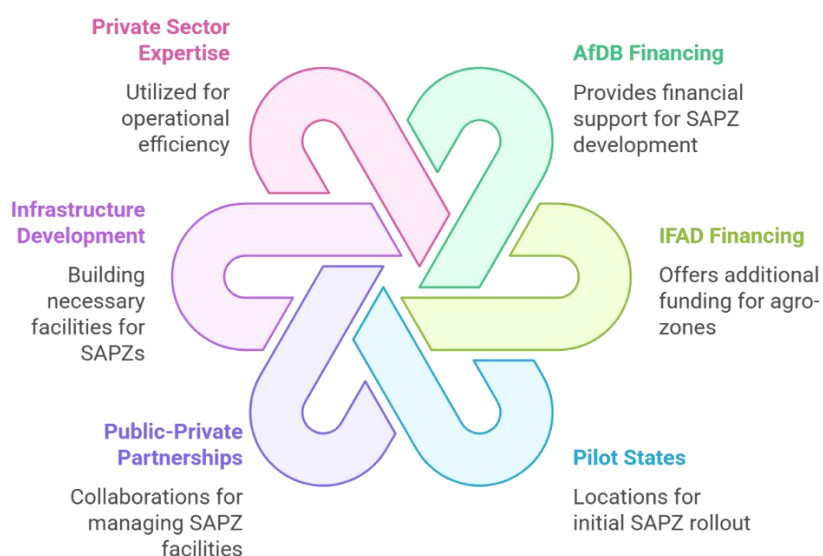 Private Sector
Expertise
Utilized for
operational
efficiency
AfDB Financing
Provides financial
support for SAPZ
development
Infrastructure
Development
Building
necessary
facilities for
SAPZs
IFAD Financing
Offers additional
funding for agro-
zones
Public-Private
Partnerships
Collaborations for
managing SAPZ
facilities
Pilot States
Locations for
initial SAPZ rollout